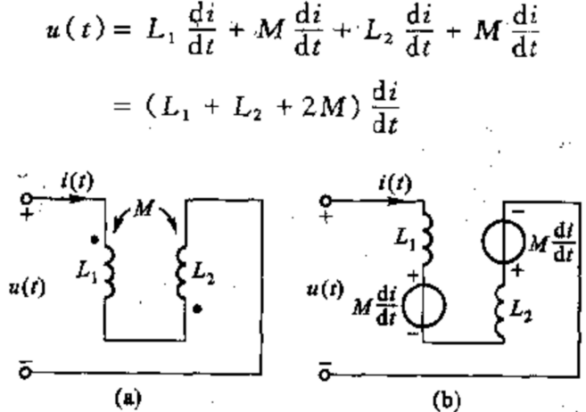 u(t) = L₁ di/dt + M di/dt + L₂ di/dt + M di/dt
= (L₁ + L₂ + 2M) di/dt
i(t)
+
M
L₁
L₂
u(t)
−
(a)
i(t)
+
L₁
−
M di/dt
+
+
u(t)
M di/dt
L₂
−
−
(b)